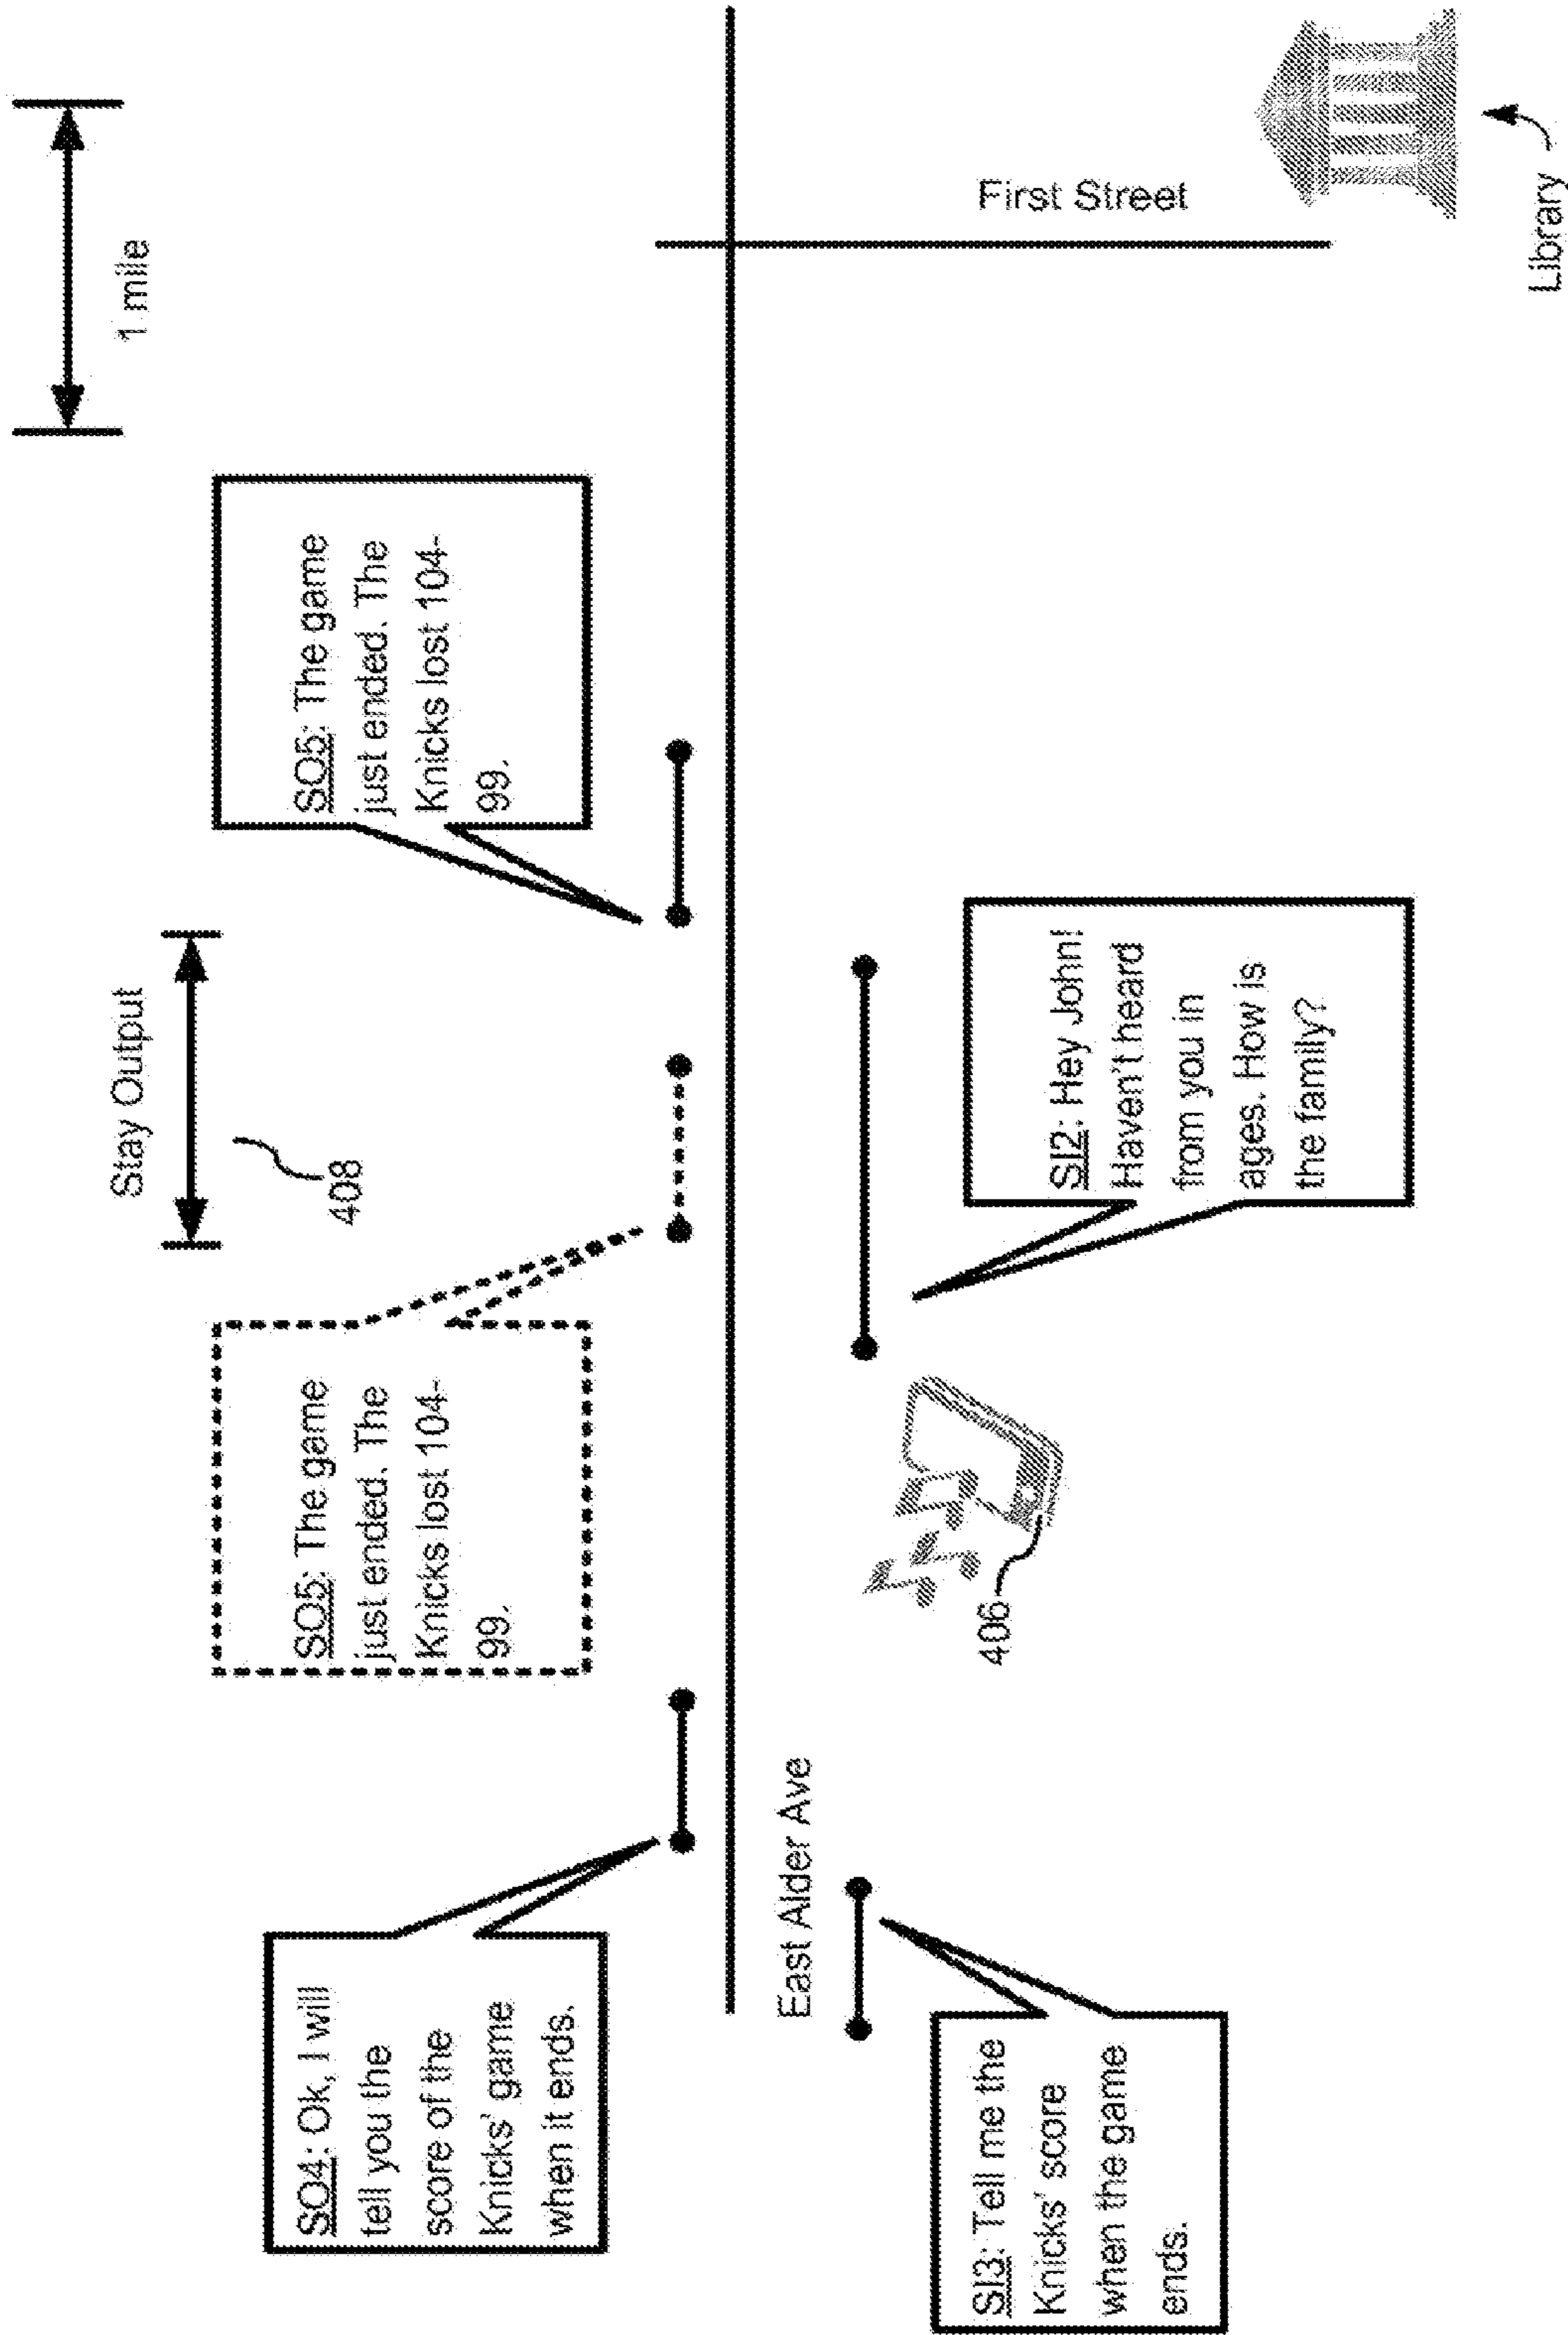 1 mile
Stay Output
408
SO4: Ok, I will
tell you the
score of the
Knicks' game
when it ends.
SO5: The game
just ended. The
Knicks lost 104-
99.
SO5: The game
just ended. The
Knicks lost 104-
99.
First Street
East Alder Ave
SI3: Tell me the
Knicks' score
when the game
ends.
406
SI2: Hey John!
Haven't heard
from you in
ages. How is
the family?
Library